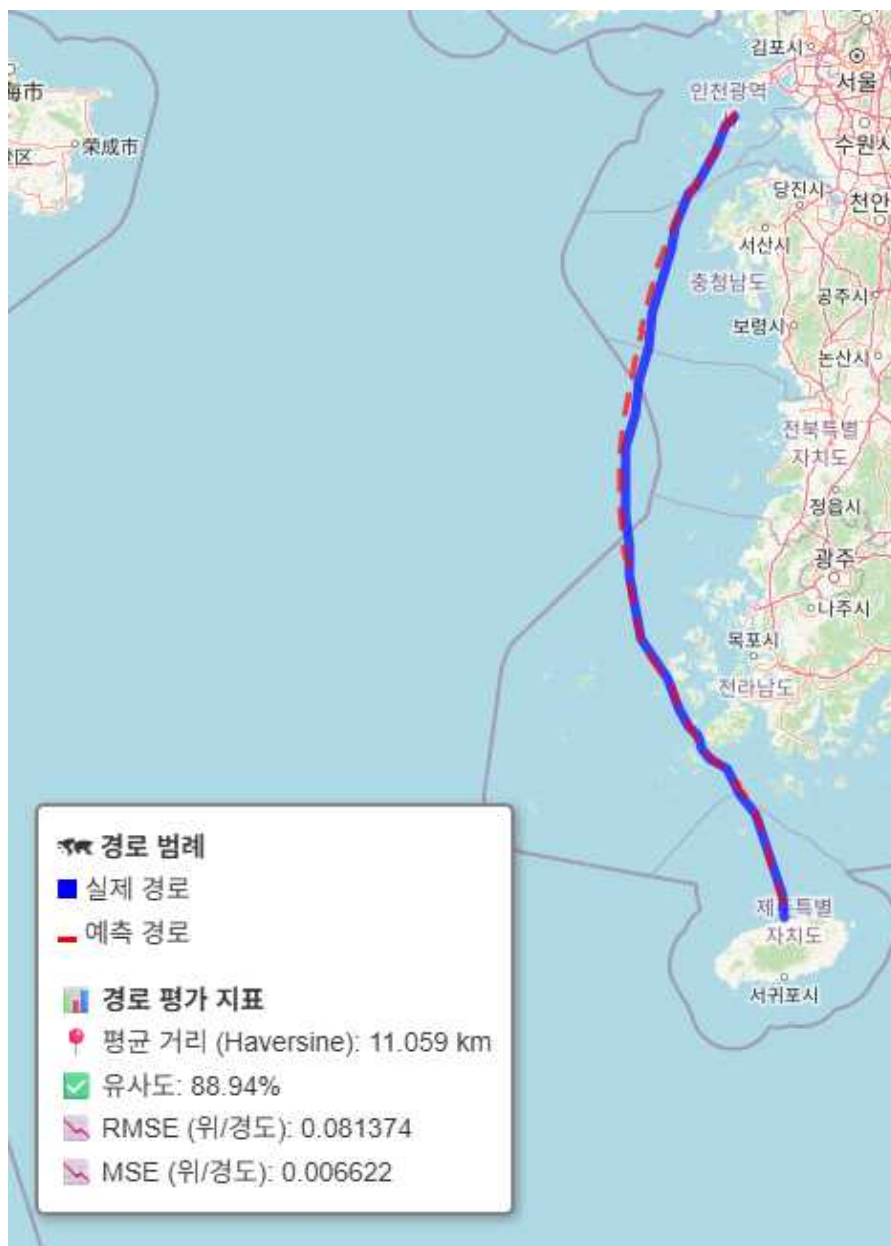 김포시
서울
인천광역
海市
荣成市
수원시
당진시
천안
서산시
충청남도
공주시
보령시
논산시
전북특별
자치도
정읍시
광주
나주시
목포시
전라남도
경로 범례
실제 경로
예측 경로
제주특별
자치도
서귀포시
경로 평가 지표
평균 거리 (Haversine): 11.059 km
유사도: 88.94%
RMSE (위/경도): 0.081374
MSE (위/경도): 0.006622